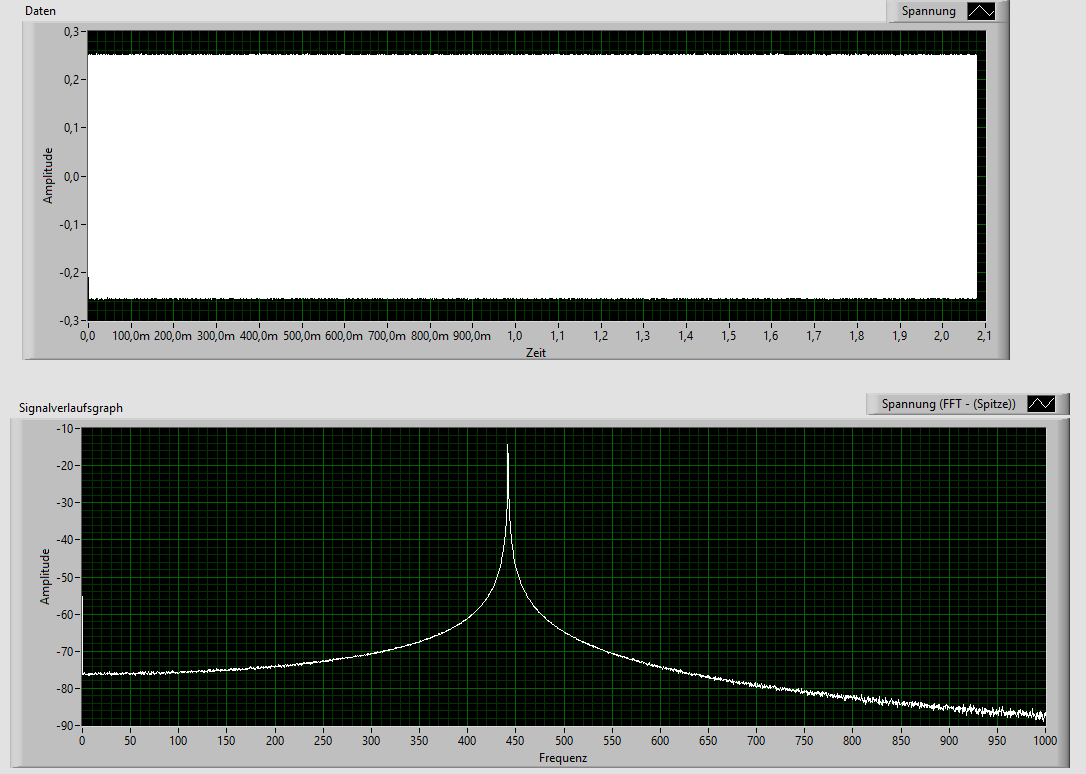 Daten
Spannung
0,3
0,2
0,1
0,0
-0,1
-0,2
-0,3
Amplitude
0,0 100,0m 200,0m 300,0m 400,0m 500,0m 600,0m 700,0m 800,0m 900,0m 1,0 1,1 1,2 1,3 1,4 1,5 1,6 1,7 1,8 1,9 2,0 2,1
Zeit
Signalverlaufsgraph
Spannung (FFT - (Spitze))
-10
-20
-30
-40
-50
-60
-70
-80
-90
Amplitude
0 50 100 150 200 250 300 350 400 450 500 550 600 650 700 750 800 850 900 950 1000
Frequenz